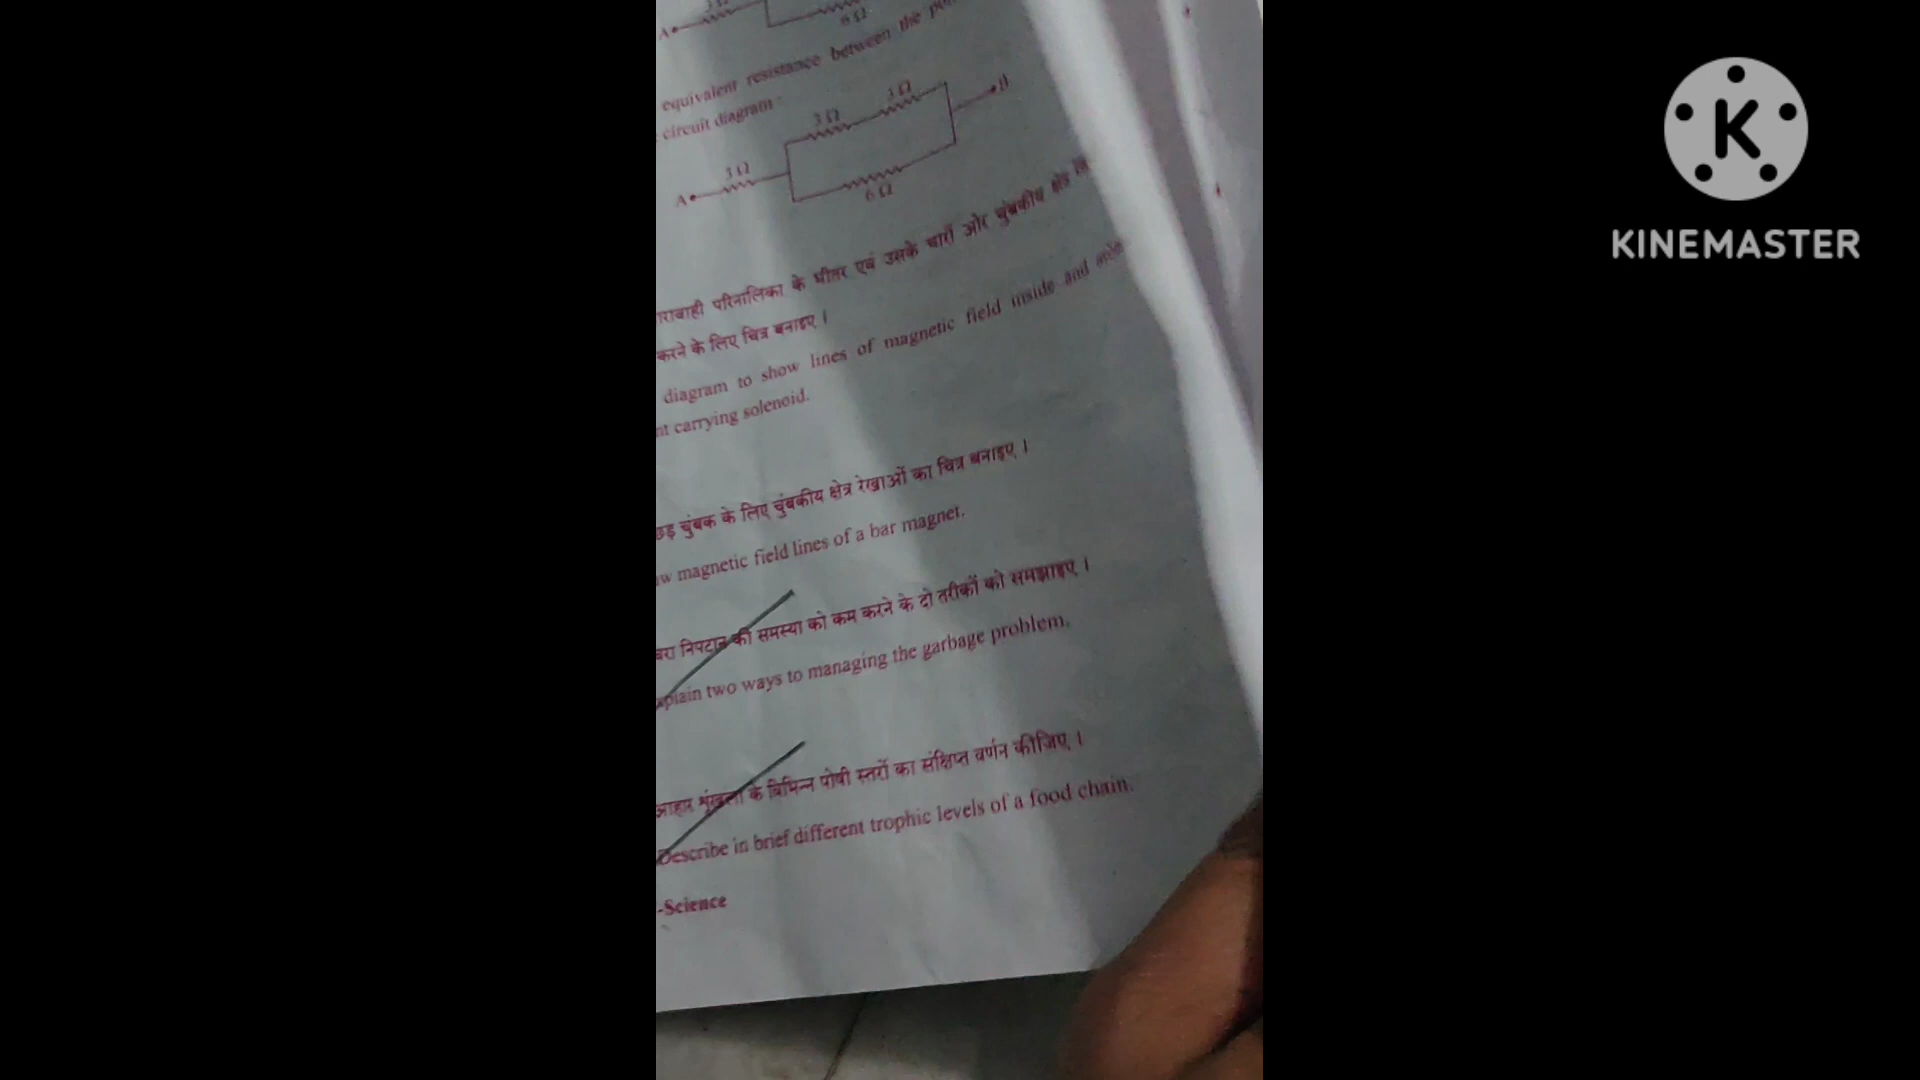 3 Ω
A
6 Ω
equivalent resistance between the
circuit diagram :
3 Ω
3 Ω
B
3 Ω
A
6 Ω
परिनालिका के भीतर एवं उसके चारों ओर चुंबकीय क्षेत्र
करने के लिए चित्र बनाइए ।
diagram to show lines of magnetic field inside and
carrying solenoid.
चुंबक के लिए चुंबकीय क्षेत्र रेखाओं का चित्र बनाइए ।
magnetic field lines of a bar magnet.
निपटान की समस्या को कम करने के दो तरीकों को समझाइए ।
two ways to managing the garbage problem.
आहार शृंखला के विभिन्न पोषी स्तरों का संक्षिप्त वर्णन कीजिए ।
Describe in brief different trophic levels of a food chain.
-Science
K
KINEMASTER